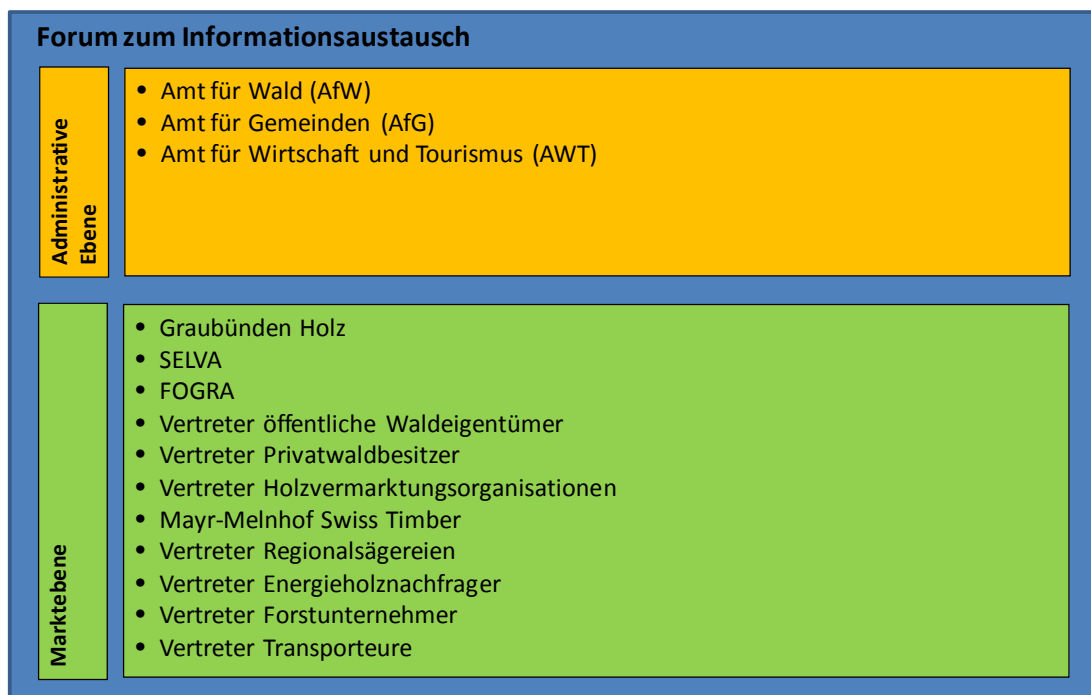 Forum zum Informationsaustausch
Administrative
Ebene
• Amt für Wald (AfW)
• Amt für Gemeinden (AfG)
• Amt für Wirtschaft und Tourismus (AWT)
Marktebene
• Graubünden Holz
• SELVA
• FOGRA
• Vertreter öffentliche Waldeigentümer
• Vertreter Privatwaldbesitzer
• Vertreter Holzvermarktungsorganisationen
• Mayr-Melnhof Swiss Timber
• Vertreter Regionalsägereien
• Vertreter Energieholznachfrager
• Vertreter Forstunternehmer
• Vertreter Transporteure